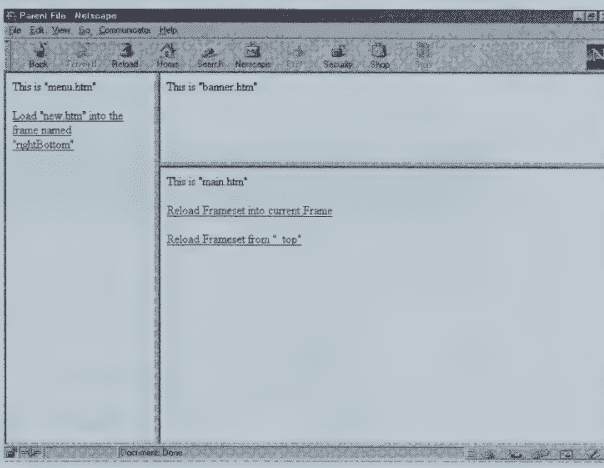 Parent File - Netscape
File Edit View Go Communicator Help
Back Forward Reload Home Search Netscape Print Security Shop Stop
This is "menu.htm"
Load "new.htm" into the
frame named
"rightBottom"
This is "banner.htm"
This is "main.htm"
Reload Frameset into current Frame
Reload Frameset from "_top"
Document: Done